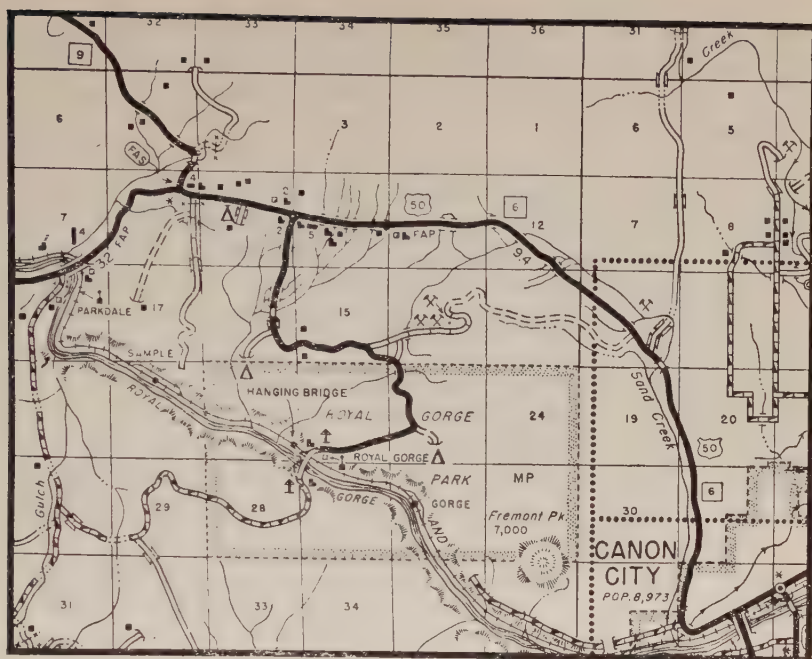 32 33 34 35 36 31
9
Creek
6 3 2 1 6 5
FAS
4
2 50 6 12 7 8
7 4 2 5 FAP
32 FAP
94
PARKDALE
17 15
SAMPLE
HANGING BRIDGE
ROYAL
ROYAL GORGE
24 19 20
Sand Creek
50
ROYAL GORGE
6
PARK MP
29 28 GORGE GORGE
AND
Fremont Pk
7,000
30
Gulch
CANON
CITY
POP. 8,973
31 33 34